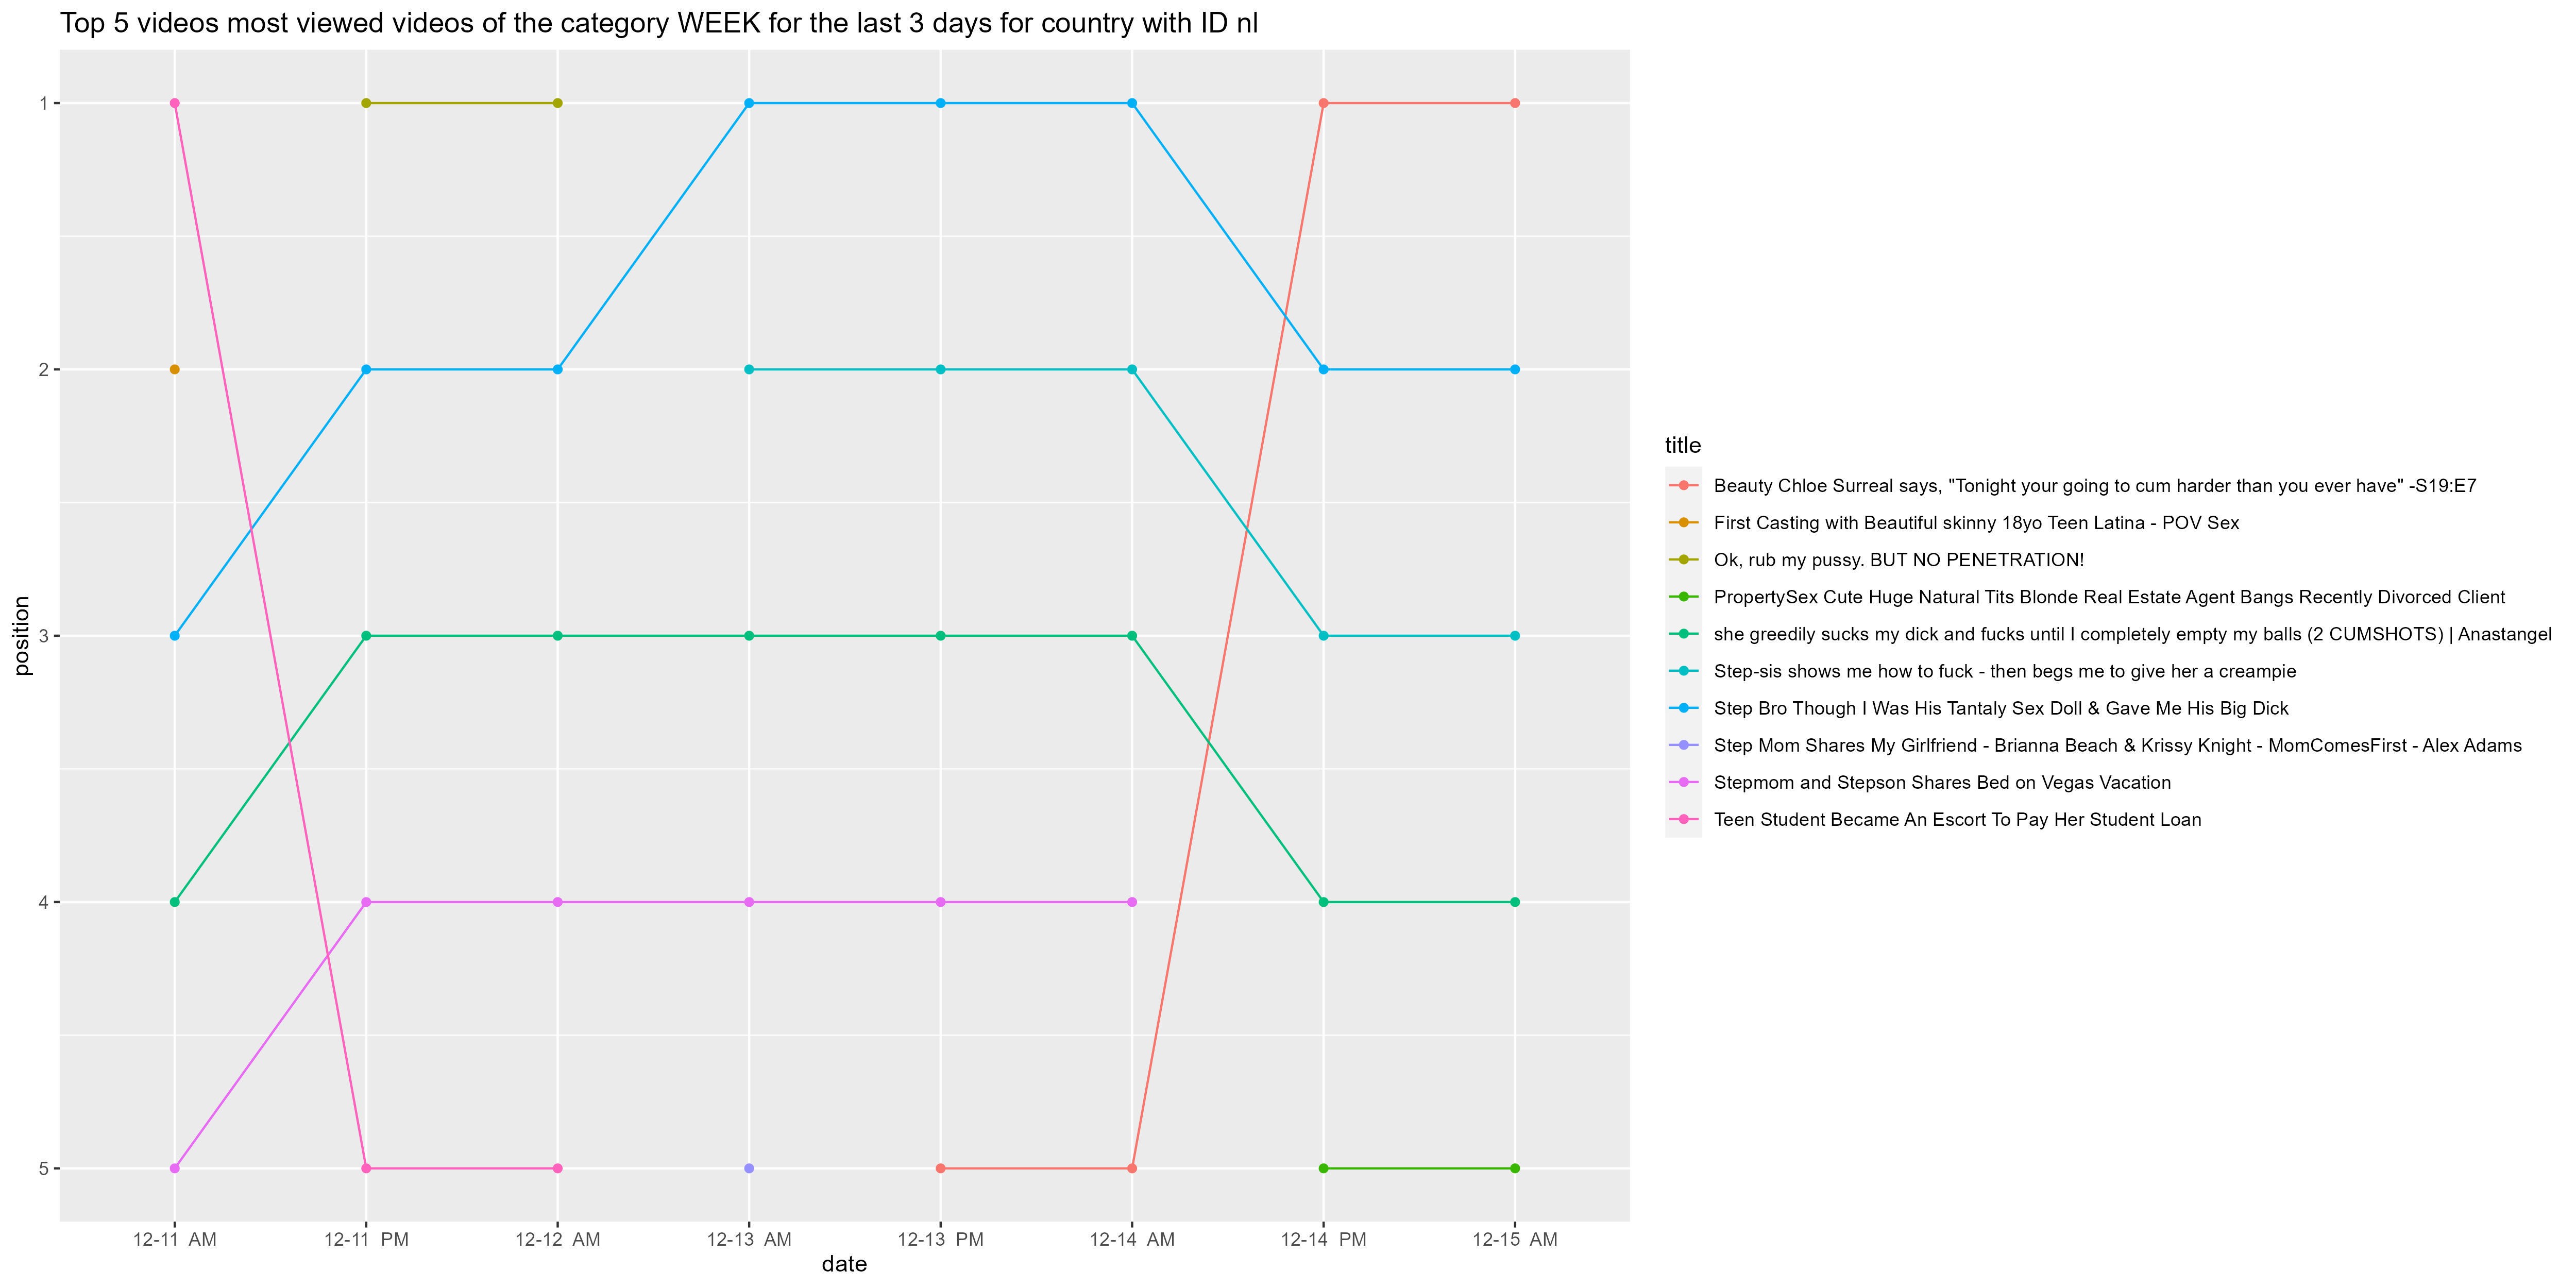 Top 5 videos most viewed videos of the category WEEK for the last 3 days for country with ID nl
position
1
2
3
4
5
12-11 AM
12-11 PM
12-12 AM
12-13 AM
12-13 PM
12-14 AM
12-14 PM
12-15 AM
date
title
Beauty Chloe Surreal says, "Tonight your going to cum harder than you ever have" -S19:E7
First Casting with Beautiful skinny 18yo Teen Latina - POV Sex
Ok, rub my pussy. BUT NO PENETRATION!
PropertySex Cute Huge Natural Tits Blonde Real Estate Agent Bangs Recently Divorced Client
she greedily sucks my dick and fucks until I completely empty my balls (2 CUMSHOTS) | Anastangel
Step-sis shows me how to fuck - then begs me to give her a creampie
Step Bro Though I Was His Tantaly Sex Doll & Gave Me His Big Dick
Step Mom Shares My Girlfriend - Brianna Beach & Krissy Knight - MomComesFirst - Alex Adams
Stepmom and Stepson Shares Bed on Vegas Vacation
Teen Student Became An Escort To Pay Her Student Loan